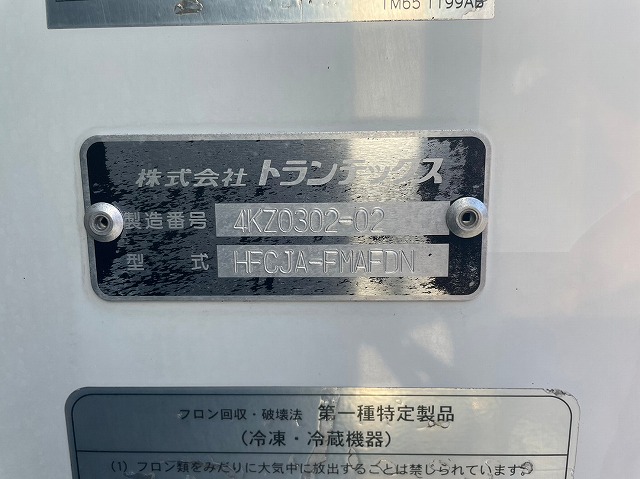 TM65 1199AB
株式会社 トランテックス
製造番号 4KZ0302-02
型式 HFCJA-FMAFDN
フロン回収・破壊法 第一種特定製品
(冷凍・冷蔵機器)
(1) フロン類をみだりに大気中に放出することは禁じられています。